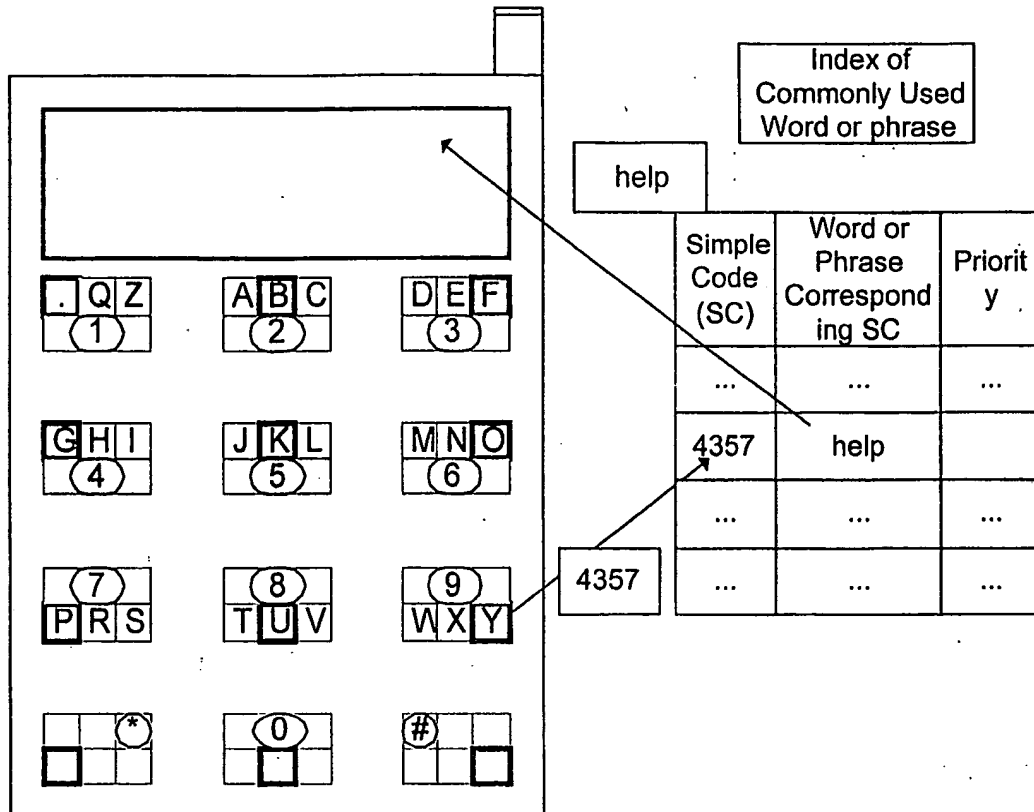 Index of
Commonly Used
Word or phrase
help
Simple
Code
(SC)
Word or
Phrase
Correspond
ing SC
Priorit
y
... ... ...
4357 help
... ... ...
... ... ...
4357
. Q Z A B C D E F
1 2 3
G H I J K L M N O
4 5 6
7 8 9
P R S T U V W X Y
* 0 #